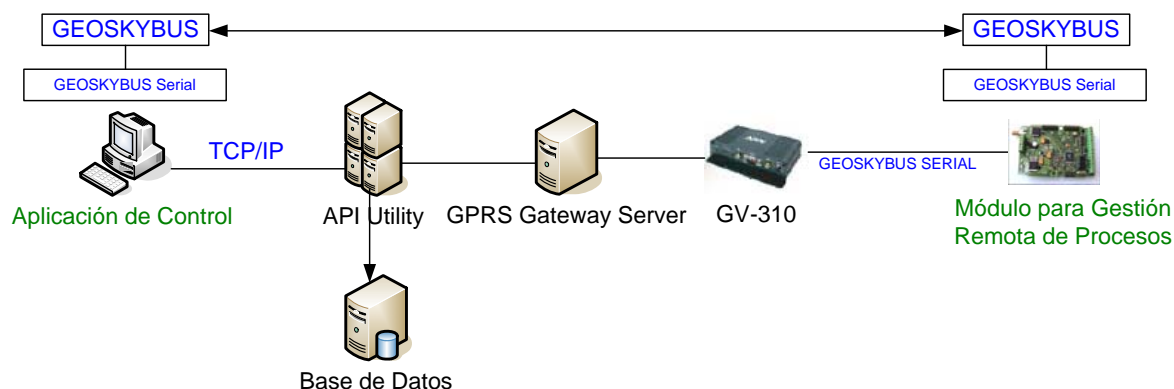 GEOSKYBUS
GEOSKYBUS
GEOSKYBUS Serial
GEOSKYBUS Serial
TCP/IP
GEOSKYBUS SERIAL
Aplicación de Control
API Utility
GPRS Gateway Server
GV-310
Módulo para Gestión
Remota de Procesos
Base de Datos